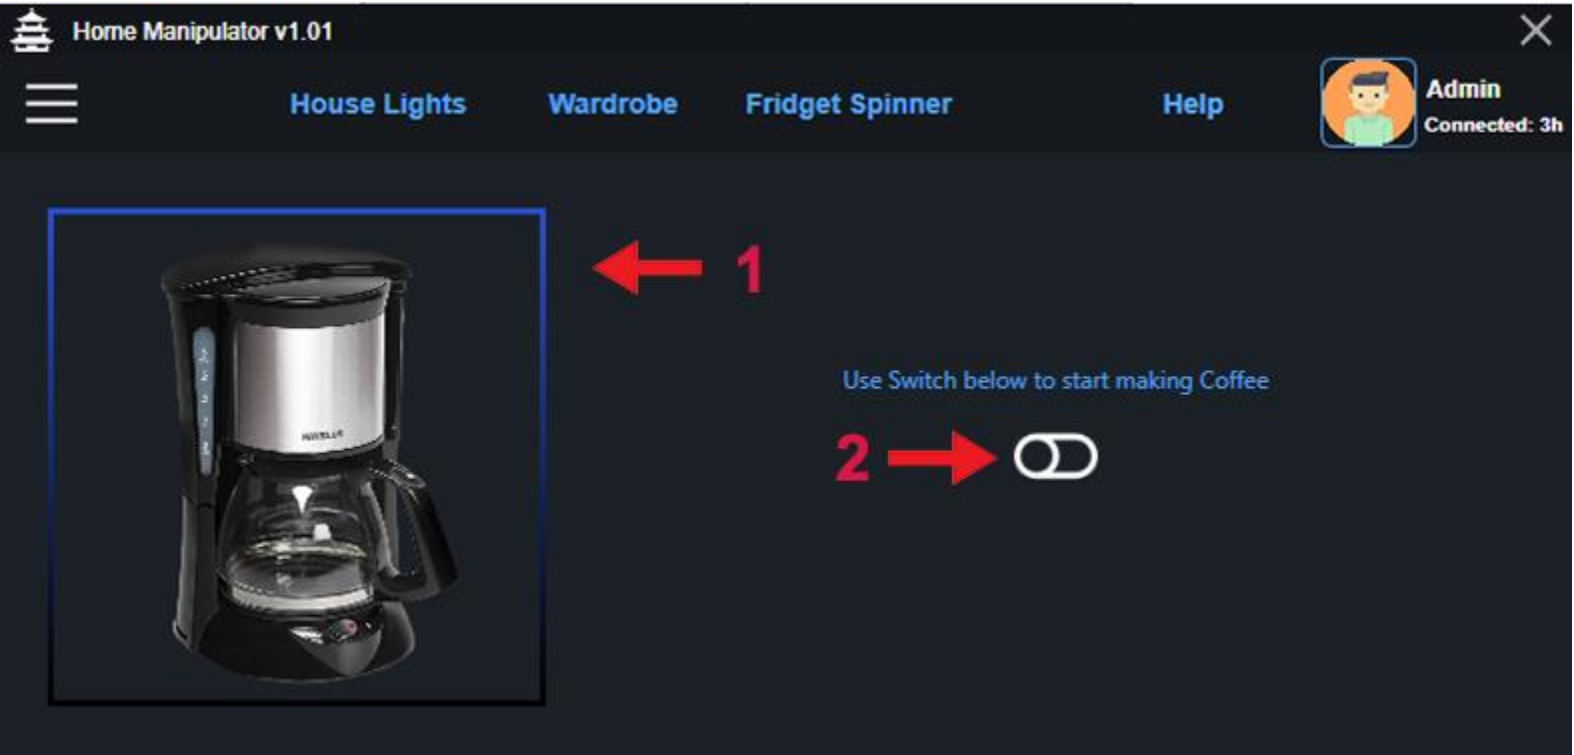 Home Manipulator v1.01
House Lights Wardrobe Fridget Spinner Help
Admin
Connected: 3h
1
Use Switch below to start making Coffee
2